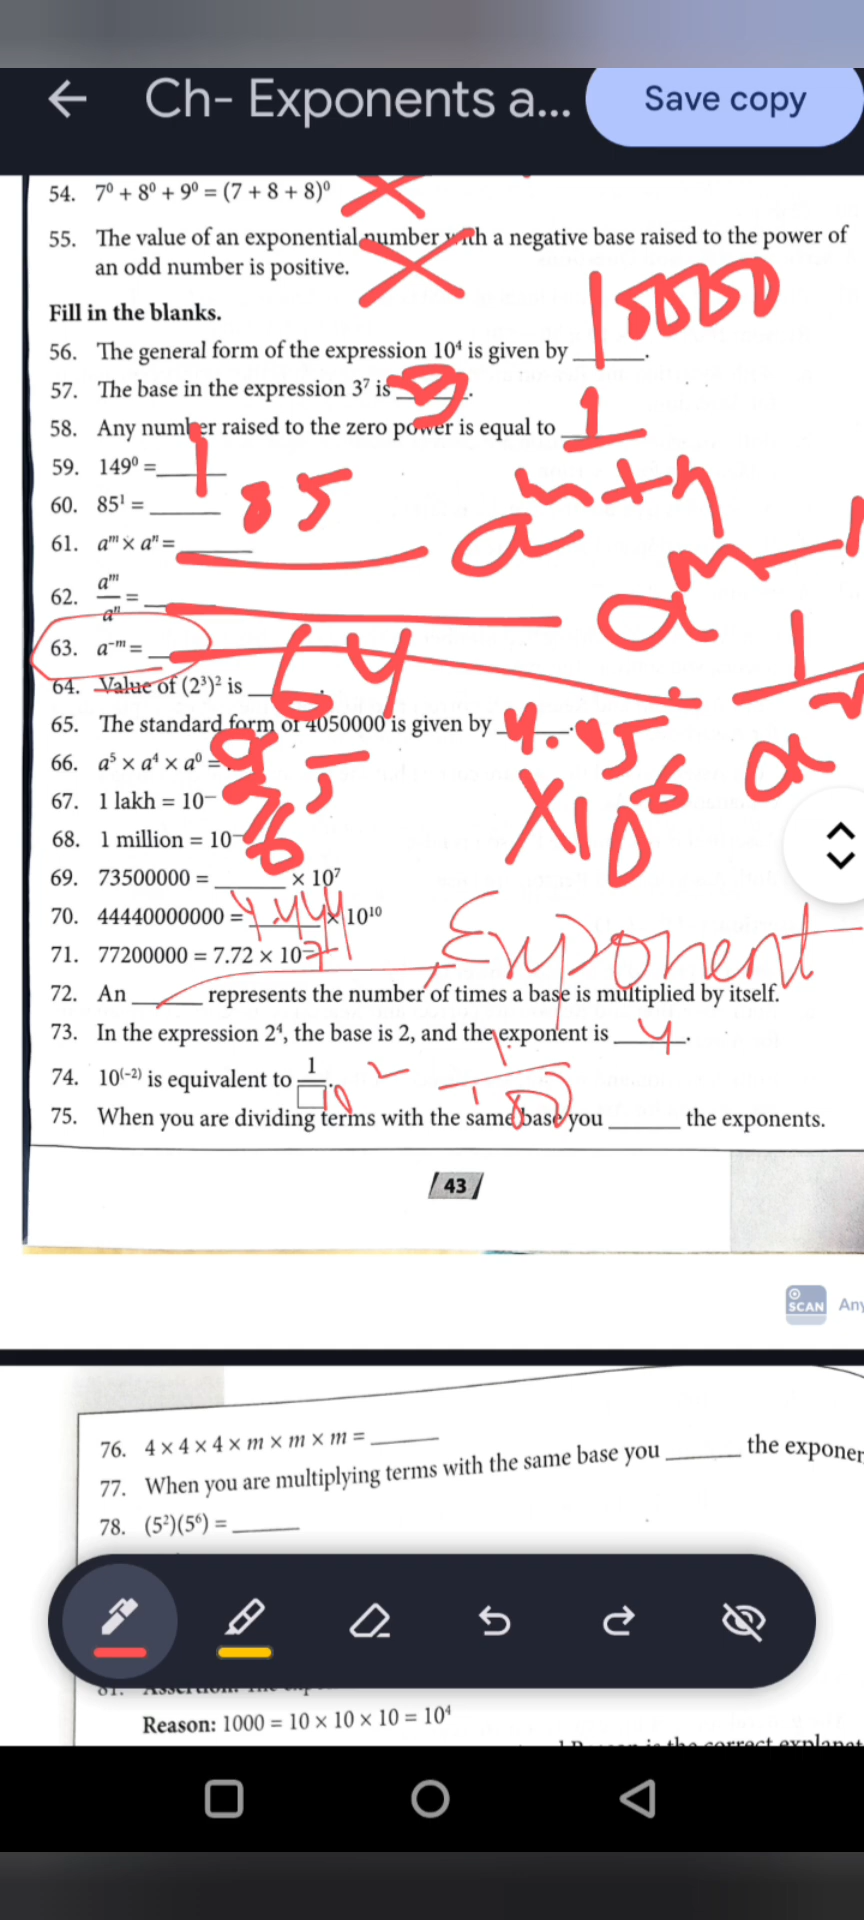 Ch- Exponents a...
Save copy
54. 7⁰ + 8⁰ + 9⁰ = (7 + 8 + 8)⁰
55. The value of an exponential number with a negative base raised to the power of
an odd number is positive.
Fill in the blanks.
10000
56. The general form of the expression 10⁴ is given by ______.
57. The base in the expression 3⁷ is ______. 3
58. Any number raised to the zero power is equal to ______ 1
59. 149⁰ = ______ 1
60. 85¹ = ______ 85
61. aᵐ × aⁿ = ______ aᵐ⁺ⁿ
62. aᵐ/aⁿ = ______
63. a⁻ᵐ = ______
64. Value of (2³)² is ______ 64
65. The standard form of 4050000 is given by ______. 4.05
×10⁶
66. a⁵ × a⁴ × a⁰ =
67. 1 lakh = 10⁻ 5
68. 1 million = 10⁻ 6
69. 73500000 = ______ × 10⁷
70. 44440000000 = 4.444 × 10¹⁰
71. 77200000 = 7.72 × 10⁻ 7
Exponent
72. An ______ represents the number of times a base is multiplied by itself.
73. In the expression 2⁴, the base is 2, and the exponent is ______. 4
74. 10⁽⁻²⁾ is equivalent to 1/□. 10² 1/100
75. When you are dividing terms with the same base you ______ the exponents.
43
SCAN Any
76. 4 × 4 × 4 × m × m × m = ______
77. When you are multiplying terms with the same base you ______ the exponen
78. (5²)(5⁶) = ______
Reason: 1000 = 10 × 10 × 10 = 10⁴